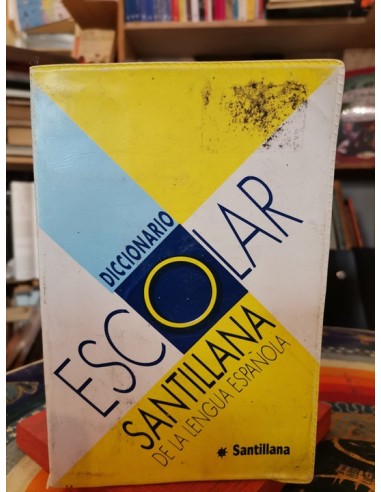 DICCIONARIO
ESCOLAR
SANTILLANA
DE LA LENGUA ESPAÑOLA
Santillana